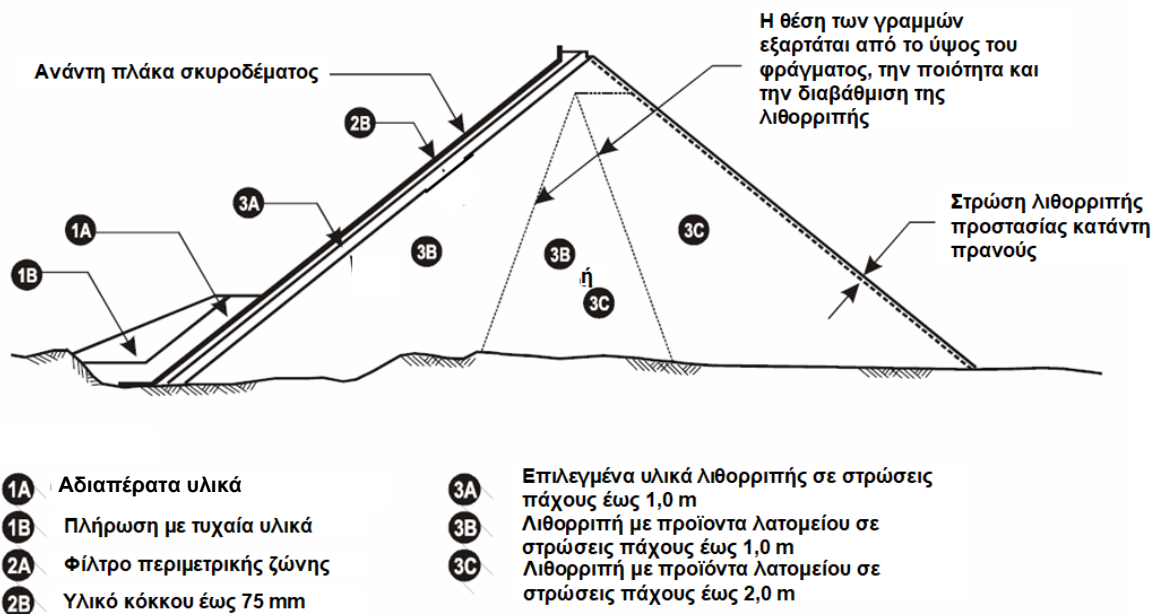 Η θέση των γραμμών
εξαρτάται από το ύψος του
φράγματος, την ποιότητα και
την διαβάθμιση της
λιθορριπής
Ανάντη πλάκα σκυροδέματος
2B
3A
1A
1B
3B
3B
ή
3C
3C
Στρώση λιθορριπής
προστασίας κατάντη
πρανούς
1A Αδιαπέρατα υλικά
1B Πλήρωση με τυχαία υλικά
2A Φίλτρο περιμετρικής ζώνης
2B Υλικό κόκκου έως 75 mm
3A Επιλεγμένα υλικά λιθορριπής σε στρώσεις
πάχους έως 1,0 m
3B Λιθορριπή με προϊοντα λατομείου σε
στρώσεις πάχους έως 1,0 m
3C Λιθορριπή με προϊόντα λατομείου σε
στρώσεις πάχους έως 2,0 m